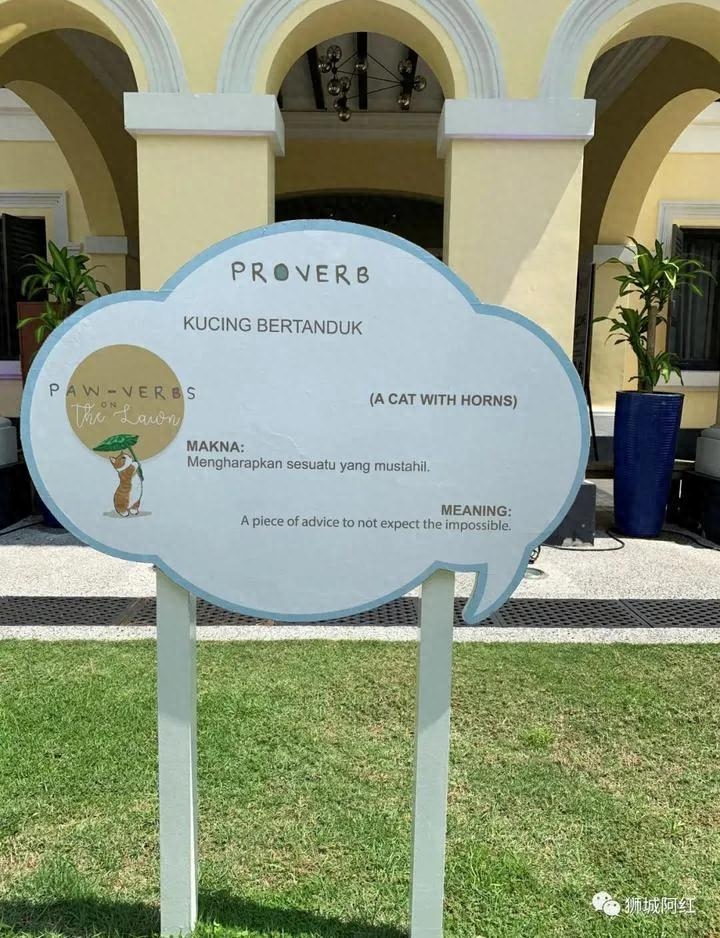 PROVERB
KUCING BERTANDUK
PAW-VERBS
ON
The Lawn
(A CAT WITH HORNS)
MAKNA:
Mengharapkan sesuatu yang mustahil.
MEANING:
A piece of advice to not expect the impossible.
狮城阿红